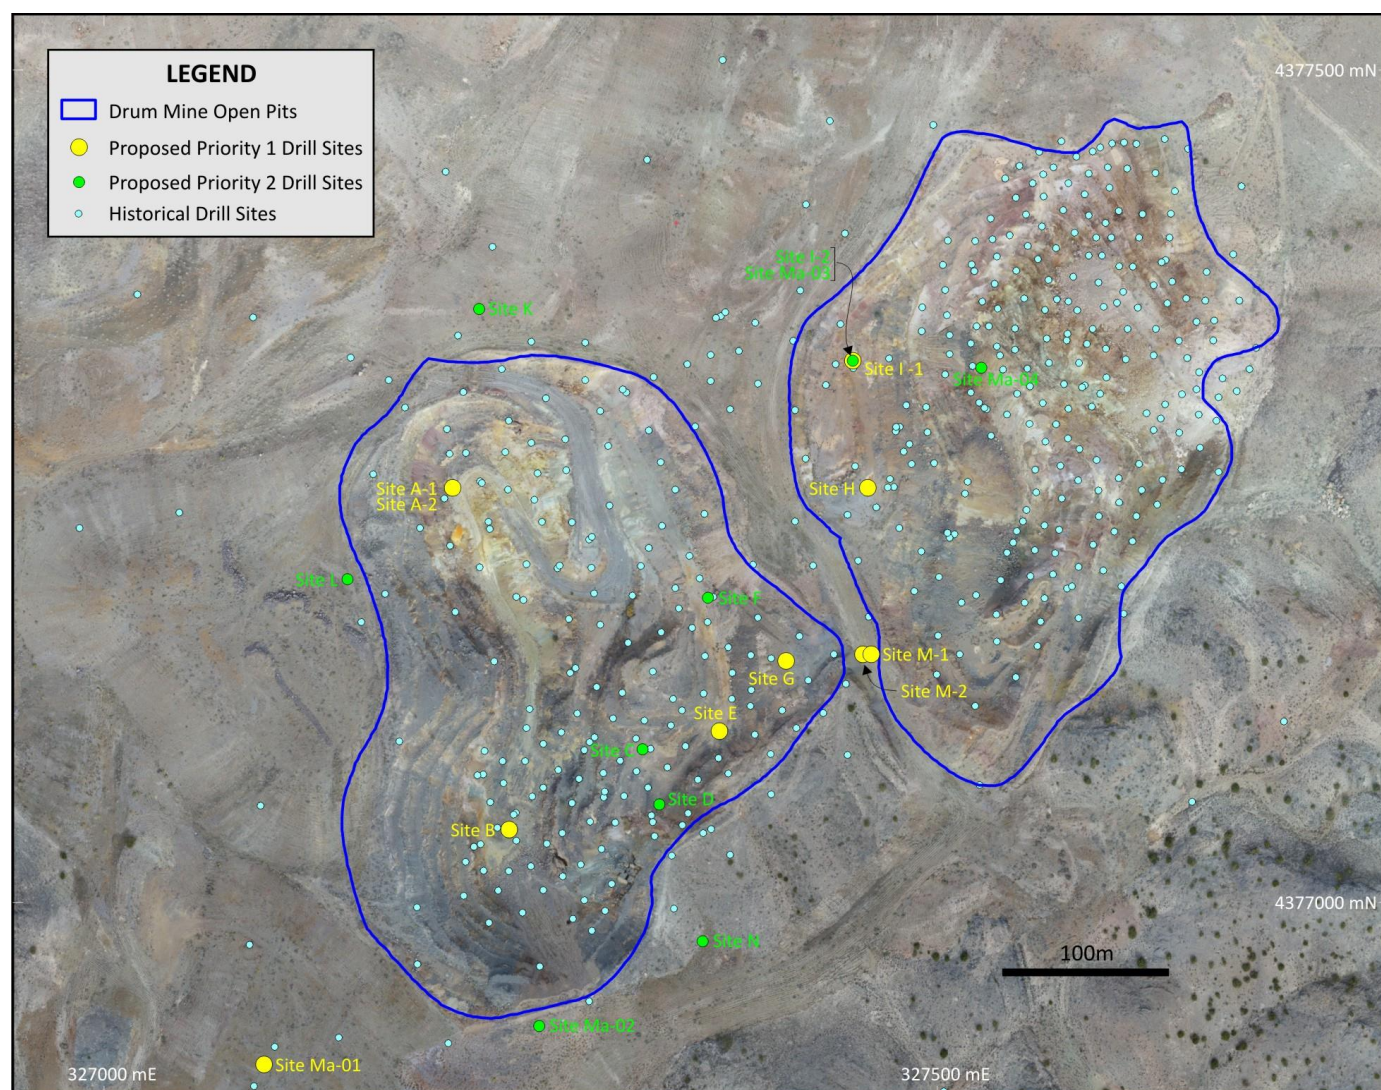 LEGEND
Drum Mine Open Pits
Proposed Priority 1 Drill Sites
Proposed Priority 2 Drill Sites
Historical Drill Sites
4377500 mN
Site I-2
Site Ma-03
Site K
Site I -1
Site Ma-04
Site A-1
Site A-2
Site H
Site L
Site F
Site M-1
Site G
Site M-2
Site E
Site C
Site D
Site B
4377000 mN
Site N
100m
Site Ma-02
Site Ma-01
327000 mE
327500 mE